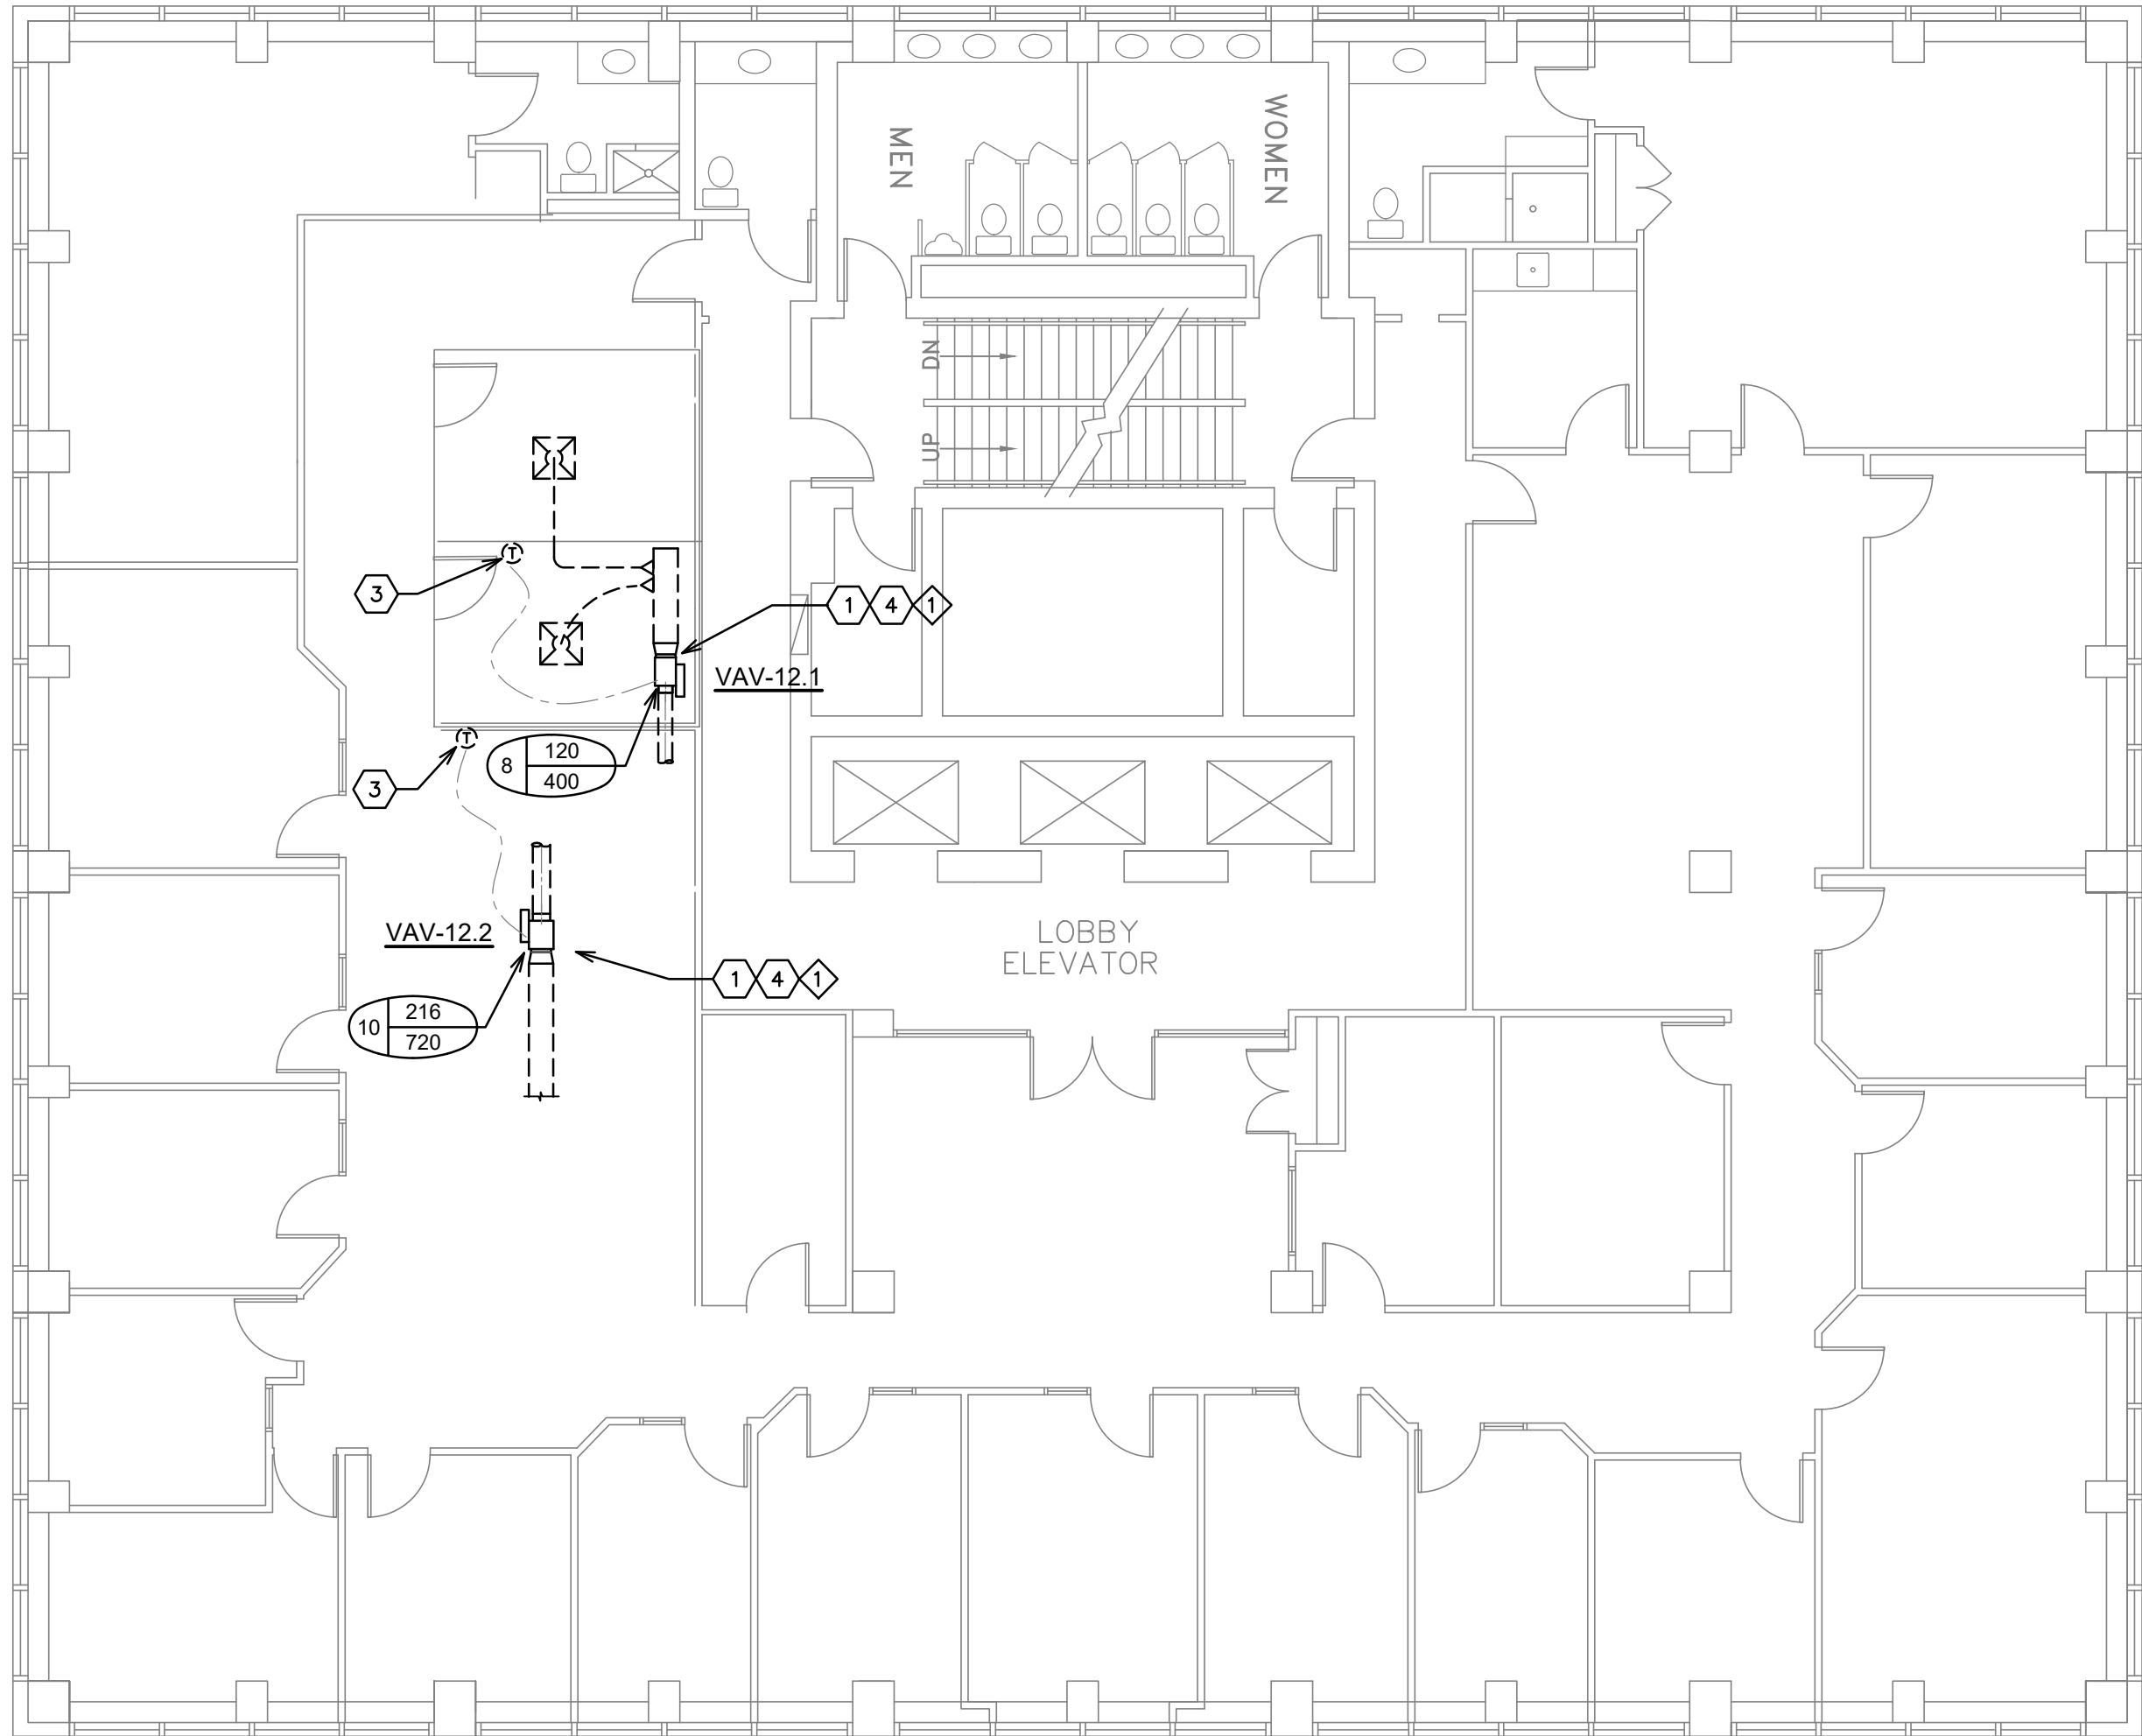 MEN
WOMEN
DN
UP
T
3
1 4 1
VAV-12.1
T
8 120
400
3
VAV-12.2
LOBBY
ELEVATOR
1 4 1
10 216
720